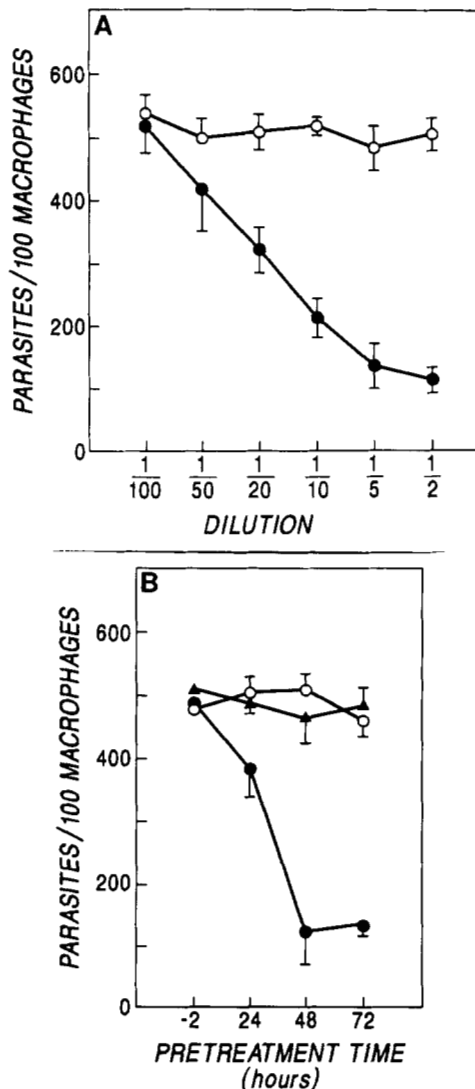 A
PARASITES/100 MACROPHAGES
600
400
200
0
1/100 1/50 1/20 1/10 1/5 1/2
DILUTION
B
PARASITES/100 MACROPHAGES
600
400
200
0
-2 24 48 72
PRETREATMENT TIME
(hours)